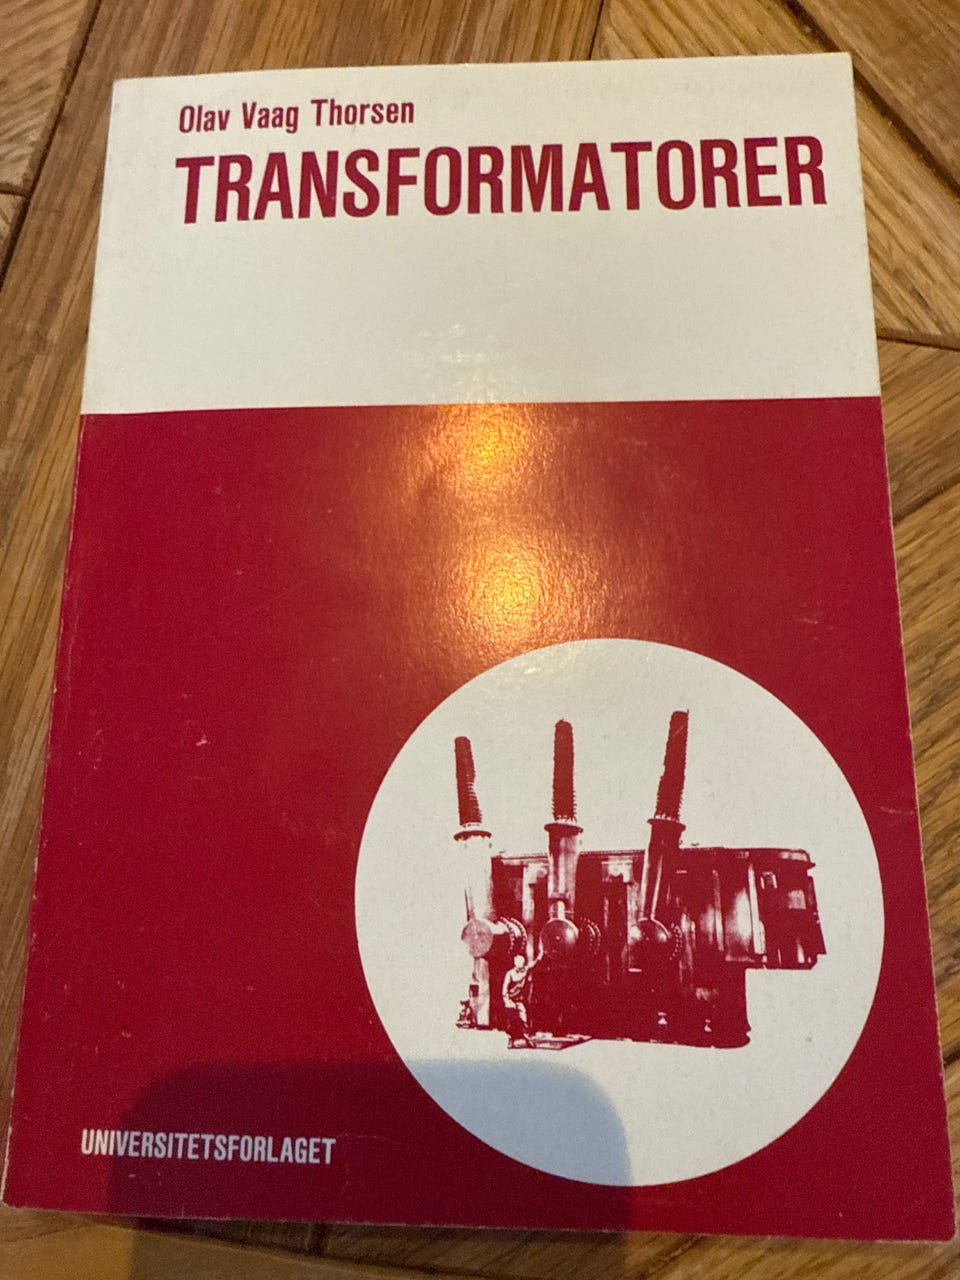 Olav Vaag Thorsen
TRANSFORMATORER
UNIVERSITETSFORLAGET